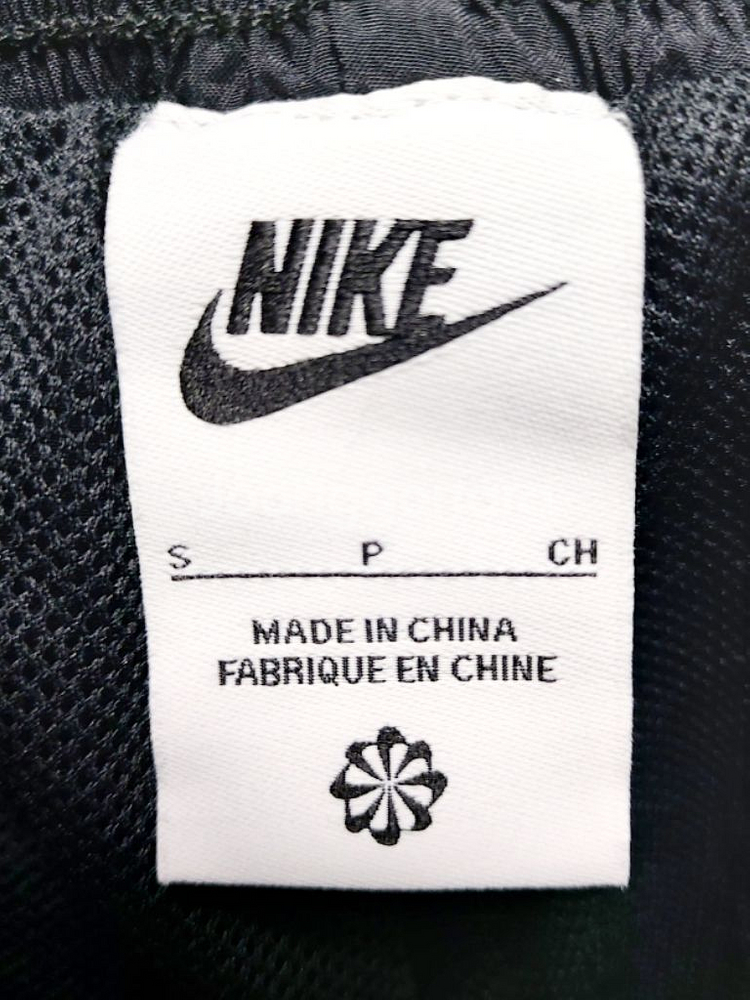 NIKE
S P CH
MADE IN CHINA
FABRIQUE EN CHINE